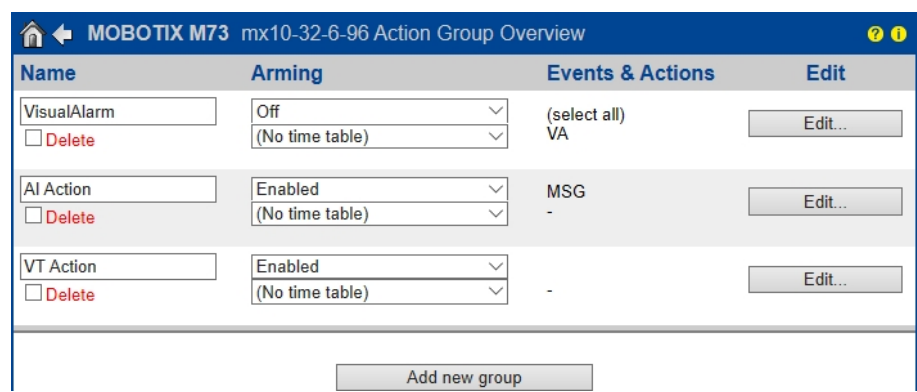 MOBOTIX M73 mx10-32-6-96 Action Group Overview ? i
Name Arming Events & Actions Edit
VisualAlarm Off (select all) Edit...
Delete (No time table) VA
AI Action Enabled MSG Edit...
Delete (No time table) -
VT Action Enabled Edit...
Delete (No time table) -
Add new group